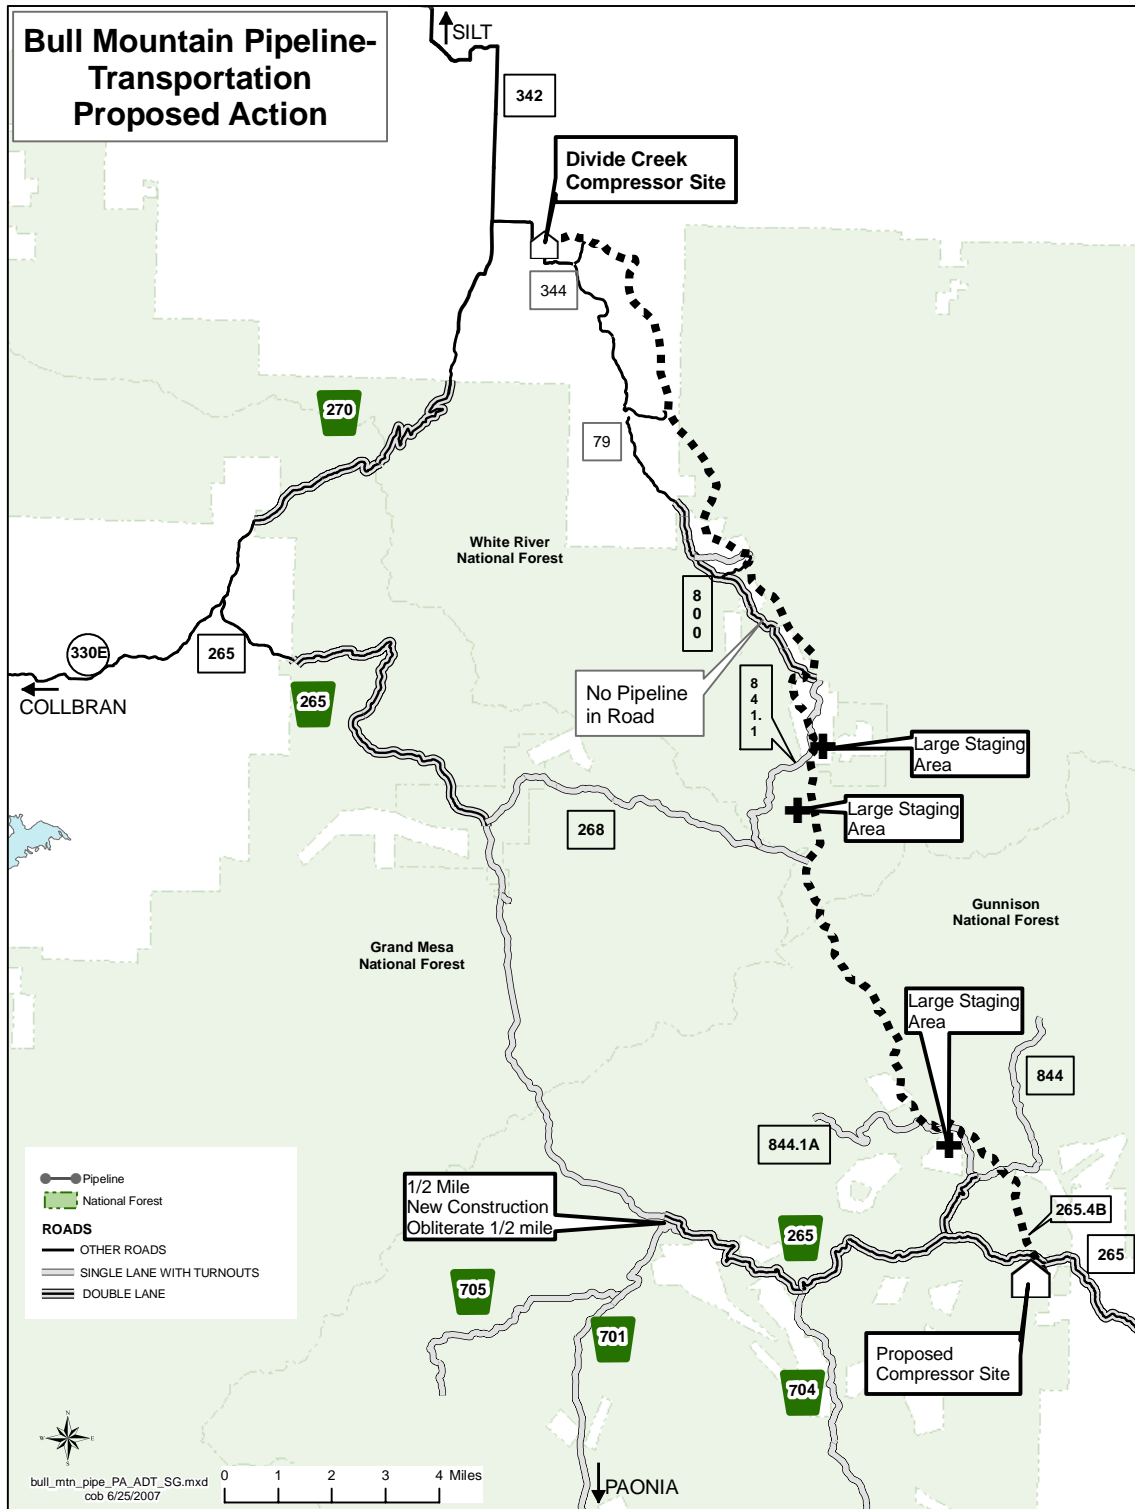 Bull Mountain Pipeline-
Transportation
Proposed Action
SILT
342
Divide Creek
Compressor Site
344
270
79
White River
National Forest
8
0
0
330E
265
COLLBRAN
265
No Pipeline
in Road
8
4
1.
1
Large Staging
Area
Large Staging
Area
268
Gunnison
National Forest
Grand Mesa
National Forest
Large Staging
Area
844
844.1A
1/2 Mile
New Construction
Obliterate 1/2 mile
265.4B
265
265
705
701
704
Proposed
Compressor Site
Pipeline
National Forest
ROADS
OTHER ROADS
SINGLE LANE WITH TURNOUTS
DOUBLE LANE
N
W E
S
bull_mtn_pipe_PA_ADT_SG.mxd
cob 6/25/2007
0 1 2 3 4 Miles
PAONIA